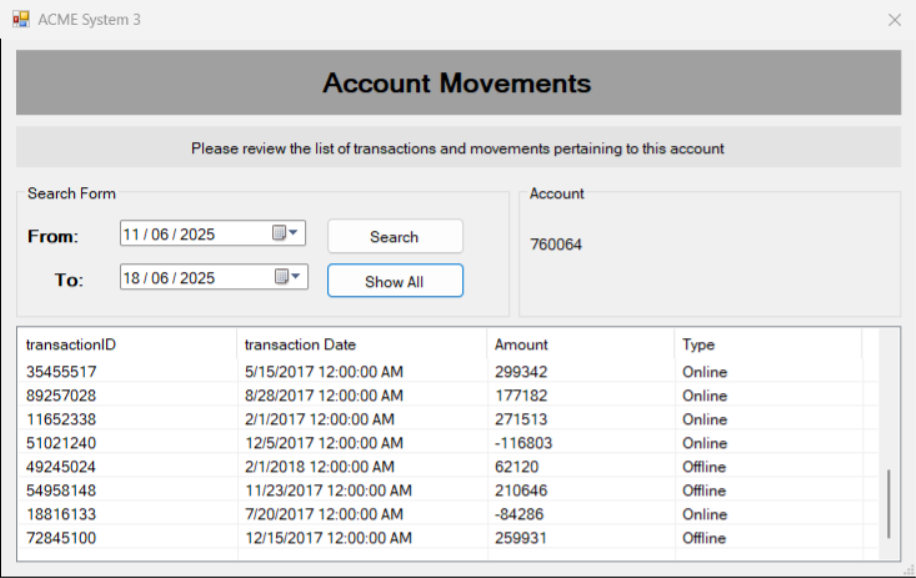 ACME System 3
Account Movements
Please review the list of transactions and movements pertaining to this account
Search Form
From: 11 / 06 / 2025 Search
To: 18 / 06 / 2025 Show All
Account
760064
transactionID transaction Date Amount Type
35455517 5/15/2017 12:00:00 AM 299342 Online
89257028 8/28/2017 12:00:00 AM 177182 Online
11652338 2/1/2017 12:00:00 AM 271513 Online
51021240 12/5/2017 12:00:00 AM -116803 Online
49245024 2/1/2018 12:00:00 AM 62120 Offline
54958148 11/23/2017 12:00:00 AM 210646 Offline
18816133 7/20/2017 12:00:00 AM -84286 Online
72845100 12/15/2017 12:00:00 AM 259931 Offline